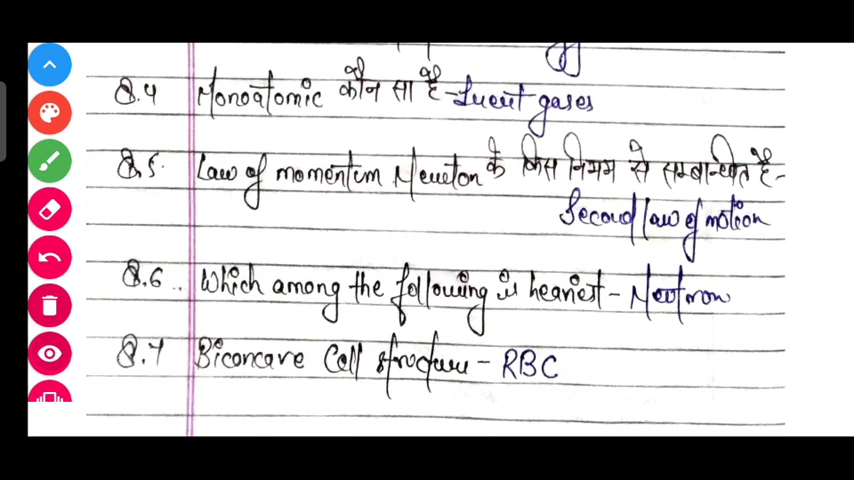 Q.4 Monoatomic कौन सा है - Inert gases
Q.5. Law of momentum Newton के किस नियम से सम्बान्धित है -
Second law of motion
Q.6.. Which among the following is heaviest - Neutron
Q.7 Biconcave Cell structure - RBC